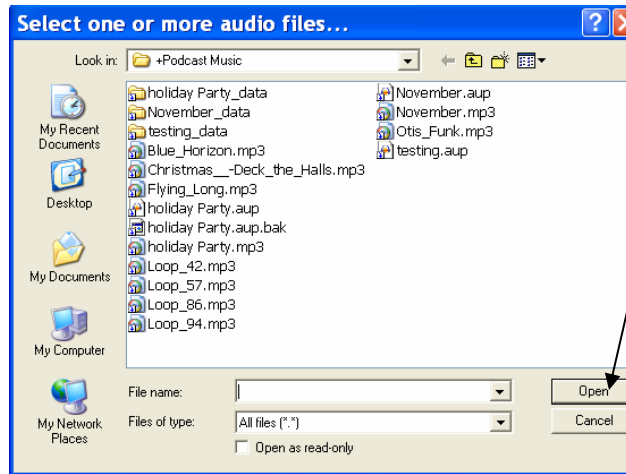 Select one or more audio files...
Look in: +Podcast Music
My Recent
Documents
Desktop
My Documents
My Computer
My Network
Places
holiday Party_data
November_data
testing_data
Blue_Horizon.mp3
Christmas__-Deck_the_Halls.mp3
Flying_Long.mp3
holiday Party.aup
holiday Party.aup.bak
holiday Party.mp3
Loop_42.mp3
Loop_57.mp3
Loop_86.mp3
Loop_94.mp3
November.aup
November.mp3
Otis_Funk.mp3
testing.aup
File name: Open
Files of type: All files (*.*) Cancel
Open as read-only